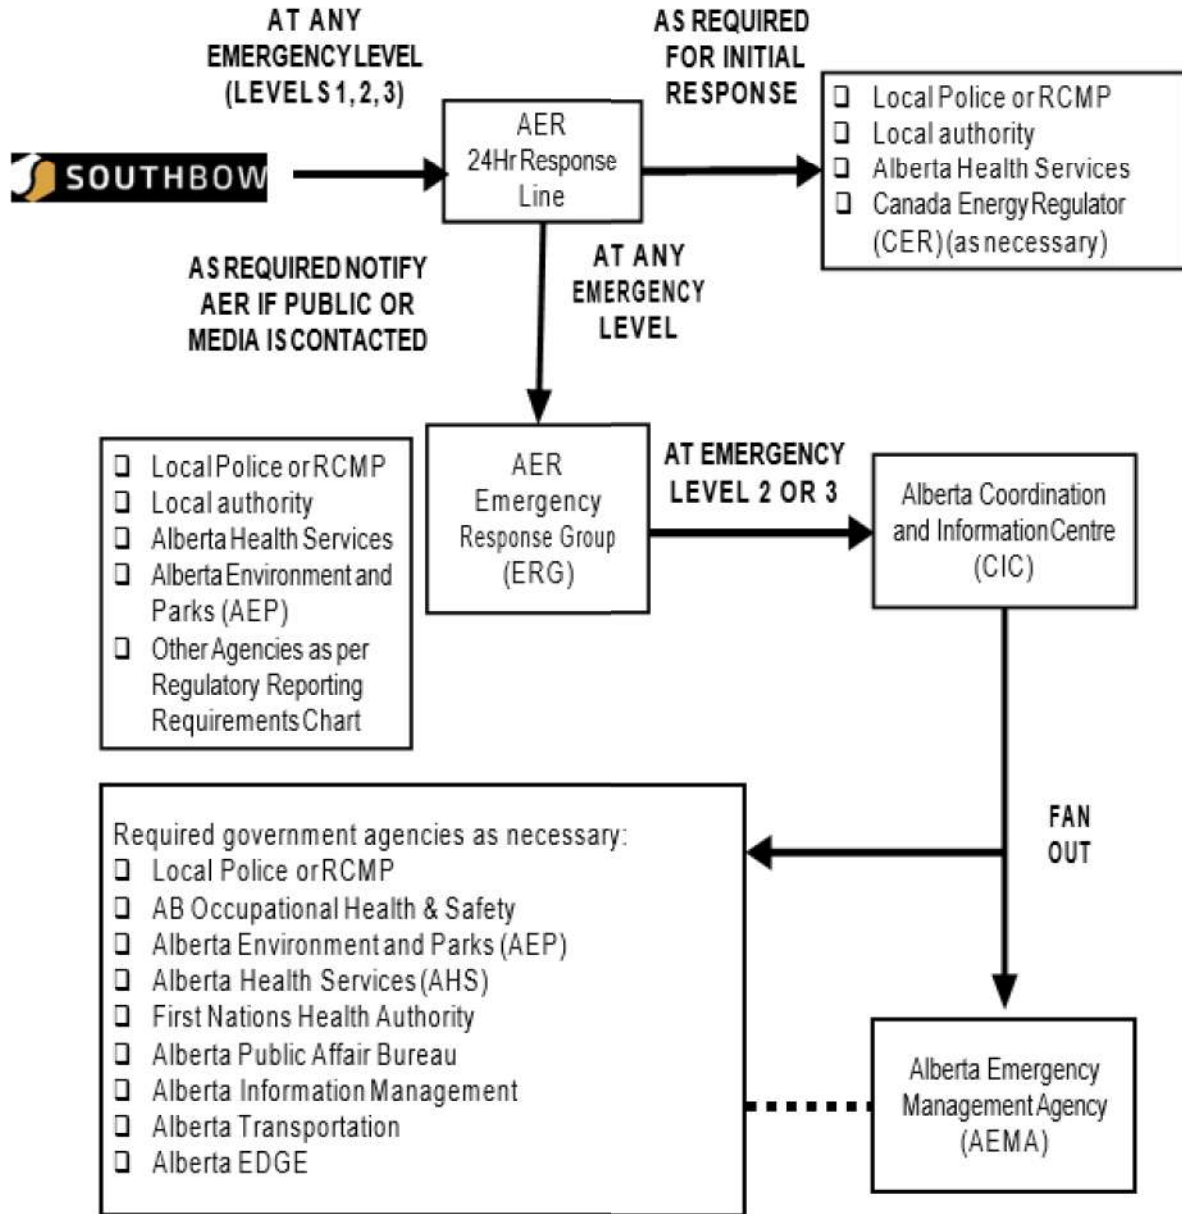 AT ANY
EMERGENCY LEVEL
(LEVELS 1, 2, 3)
AS REQUIRED
FOR INITIAL
RESPONSE
SOUTHBOW
AER
24Hr Response
Line
❑ Local Police or RCMP
❑ Local authority
❑ Alberta Health Services
❑ Canada Energy Regulator
(CER) (as necessary)
AS REQUIRED NOTIFY
AER IF PUBLIC OR
MEDIA IS CONTACTED
AT ANY
EMERGENCY
LEVEL
❑ Local Police or RCMP
❑ Local authority
❑ Alberta Health Services
❑ Alberta Environment and
Parks (AEP)
❑ Other Agencies as per
Regulatory Reporting
Requirements Chart
AER
Emergency
Response Group
(ERG)
AT EMERGENCY
LEVEL 2 OR 3
Alberta Coordination
and Information Centre
(CIC)
FAN
OUT
Required government agencies as necessary:
❑ Local Police or RCMP
❑ AB Occupational Health & Safety
❑ Alberta Environment and Parks (AEP)
❑ Alberta Health Services (AHS)
❑ First Nations Health Authority
❑ Alberta Public Affair Bureau
❑ Alberta Information Management
❑ Alberta Transportation
❑ Alberta EDGE
Alberta Emergency
Management Agency
(AEMA)